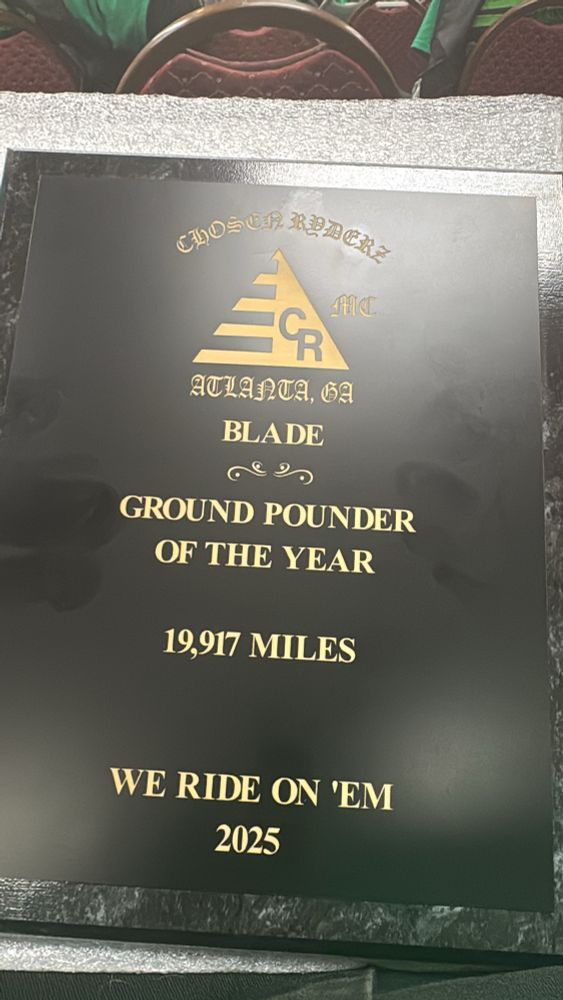 CHOSEN RYDERZ
MC
CR
ATLANTA, GA
BLADE
GROUND POUNDER
OF THE YEAR
19,917 MILES
WE RIDE ON 'EM
2025